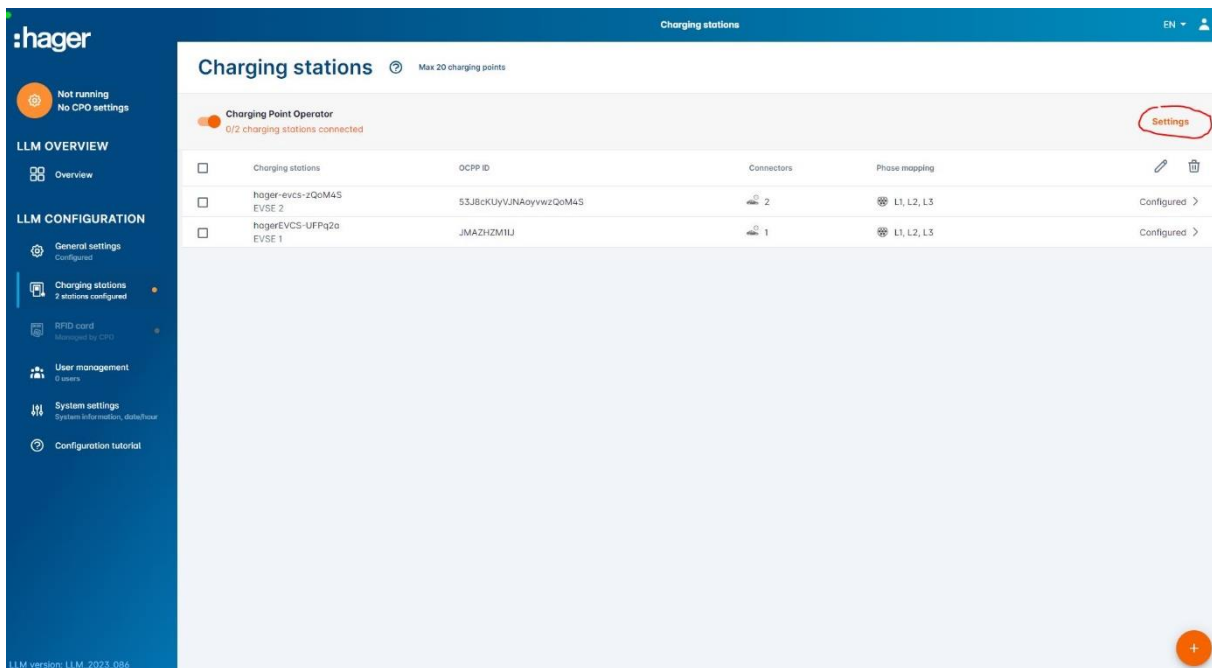 :hager
Charging stations
EN
Not running
No CPO settings
LLM OVERVIEW
Overview
LLM CONFIGURATION
General settings
Configured
Charging stations
2 stations configured
RFID card
Managed by CPO
User management
0 users
System settings
System information, date/hour
Configuration tutorial
LLM version: LLM_2023_086
Charging stations ? Max 20 charging points
Charging Point Operator
0/2 charging stations connected
Settings
Charging stations OCPP ID Connectors Phase mapping
hager-evcs-zQoM4S
EVSE 2
53J8cKUyVJNAoyvwzQoM4S 2 L1, L2, L3 Configured >
hagerEVCS-UFPq2a
EVSE 1
JMAZHZM1IJ 1 L1, L2, L3 Configured >
+